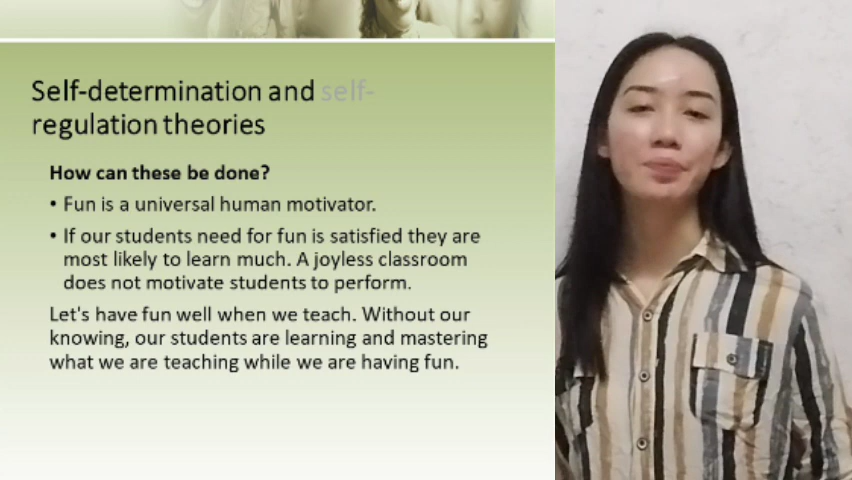 Self-determination and self-
regulation theories
How can these be done?
• Fun is a universal human motivator.
• If our students need for fun is satisfied they are
most likely to learn much. A joyless classroom
does not motivate students to perform.
Let's have fun well when we teach. Without our
knowing, our students are learning and mastering
what we are teaching while we are having fun.